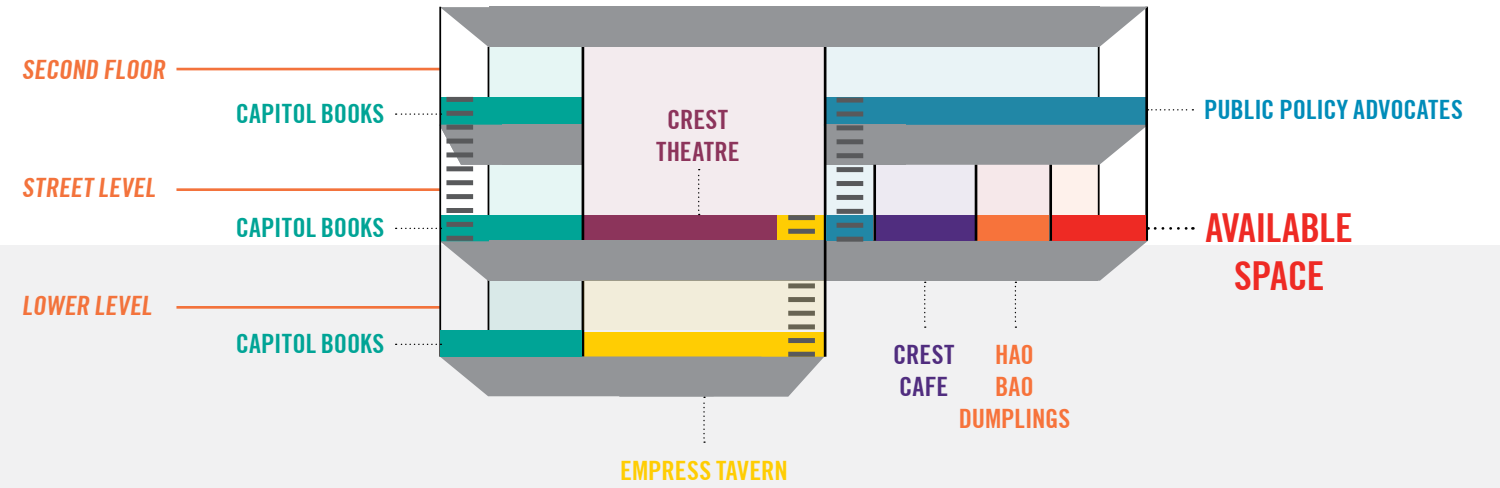 SECOND FLOOR
CAPITOL BOOKS
CREST
THEATRE
PUBLIC POLICY ADVOCATES
STREET LEVEL
CAPITOL BOOKS
AVAILABLE
SPACE
LOWER LEVEL
CAPITOL BOOKS
CREST
CAFE
HAO
BAO
DUMPLINGS
EMPRESS TAVERN